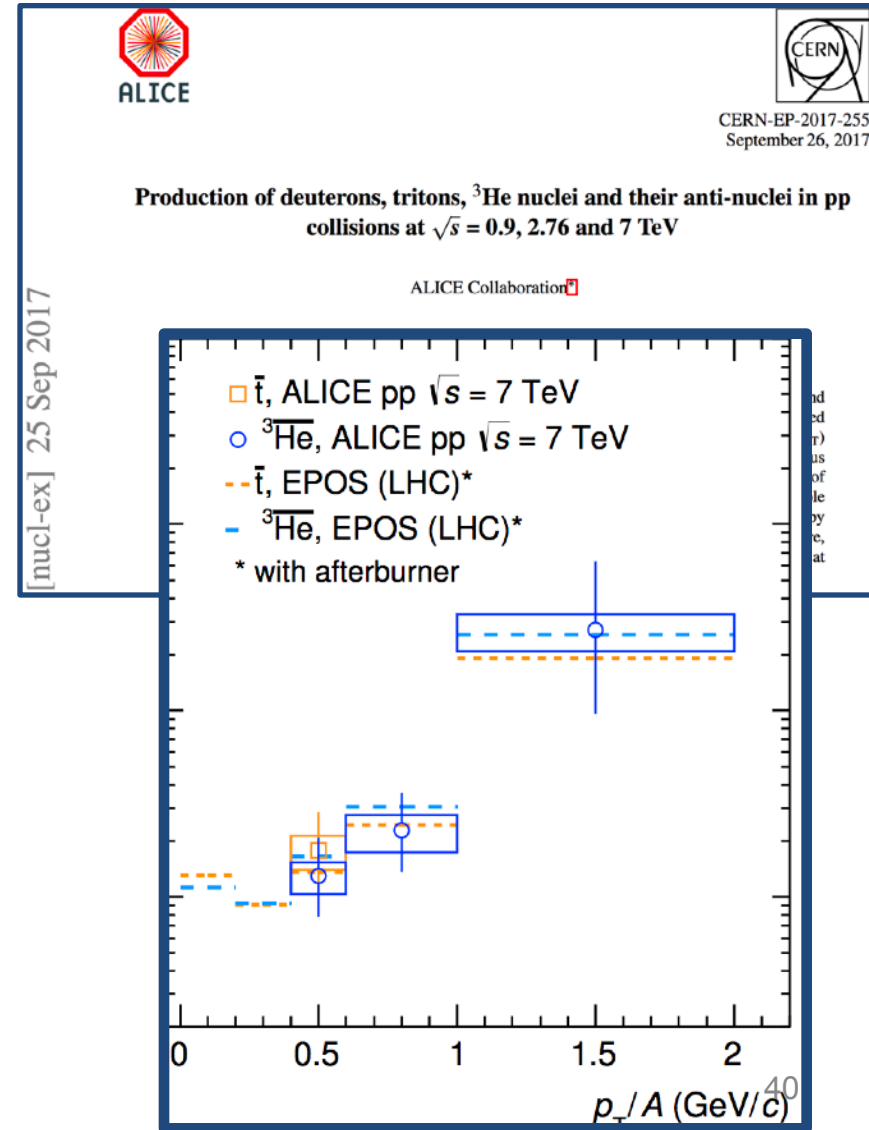 ALICE
CERN
CERN-EP-2017-255
September 26, 2017
Production of deuterons, tritons, ³He nuclei and their anti-nuclei in pp
collisions at √s = 0.9, 2.76 and 7 TeV
ALICE Collaboration*
[nucl-ex] 25 Sep 2017
t̅, ALICE pp √s = 7 TeV
³H̅e̅, ALICE pp √s = 7 TeV
t̅, EPOS (LHC)*
³H̅e̅, EPOS (LHC)*
* with afterburner
of
at
0 0.5 1 1.5 2
p_T/A (GeV/c)
40